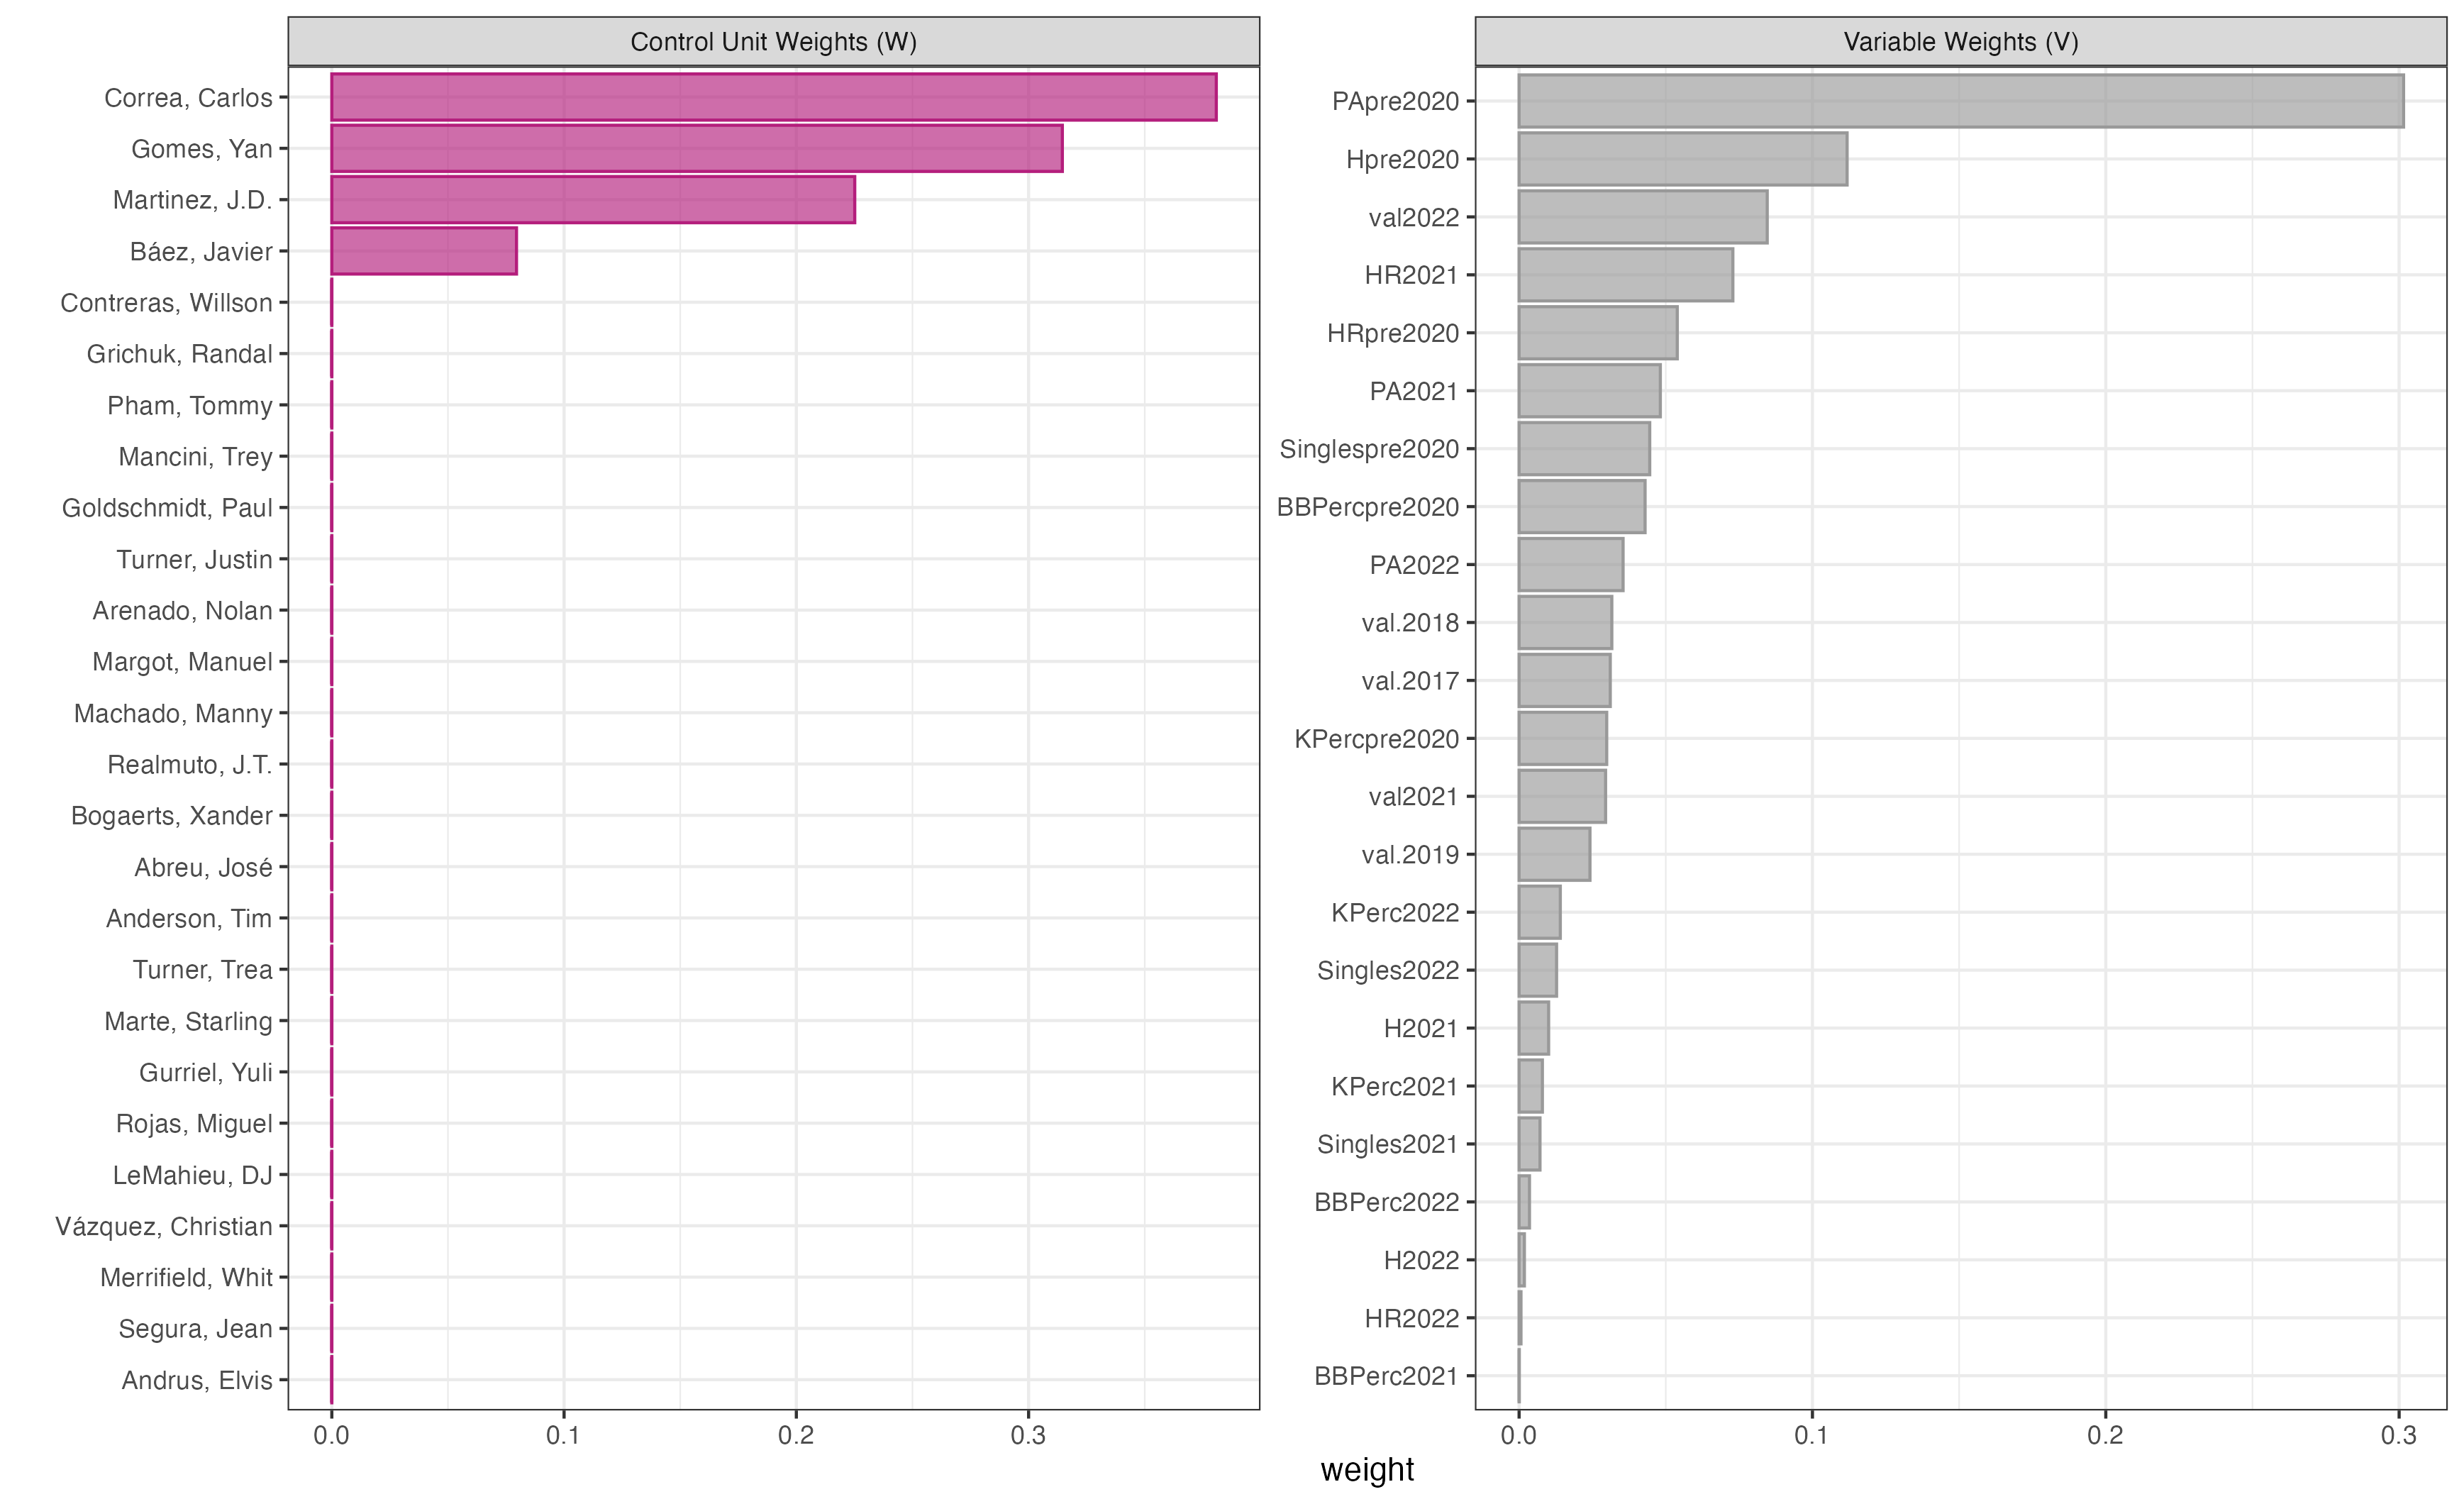 Control Unit Weights (W)
Correa, Carlos
Gomes, Yan
Martinez, J.D.
Báez, Javier
Contreras, Willson
Grichuk, Randal
Pham, Tommy
Mancini, Trey
Goldschmidt, Paul
Turner, Justin
Arenado, Nolan
Margot, Manuel
Machado, Manny
Realmuto, J.T.
Bogaerts, Xander
Abreu, José
Anderson, Tim
Turner, Trea
Marte, Starling
Gurriel, Yuli
Rojas, Miguel
LeMahieu, DJ
Vázquez, Christian
Merrifield, Whit
Segura, Jean
Andrus, Elvis
0.0 0.1 0.2 0.3
Variable Weights (V)
PApre2020
Hpre2020
val2022
HR2021
HRpre2020
PA2021
Singlespre2020
BBPercpre2020
PA2022
val.2018
val.2017
KPercpre2020
val2021
val.2019
KPerc2022
Singles2022
H2021
KPerc2021
Singles2021
BBPerc2022
H2022
HR2022
BBPerc2021
0.0 0.1 0.2 0.3
weight